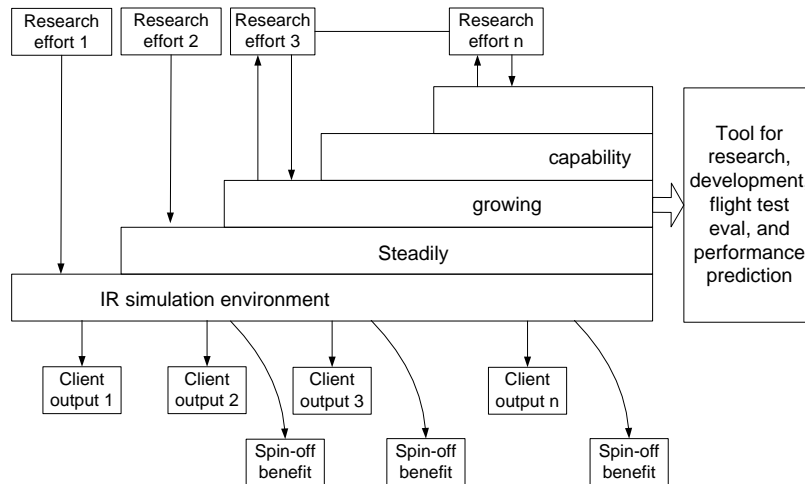 Research
effort 1
Research
effort 2
Research
effort 3
Research
effort n
capability
growing
Steadily
IR simulation environment
Tool for
research,
development,
flight test
eval, and
performance
prediction
Client
output 1
Client
output 2
Client
output 3
Client
output n
Spin-off
benefit
Spin-off
benefit
Spin-off
benefit